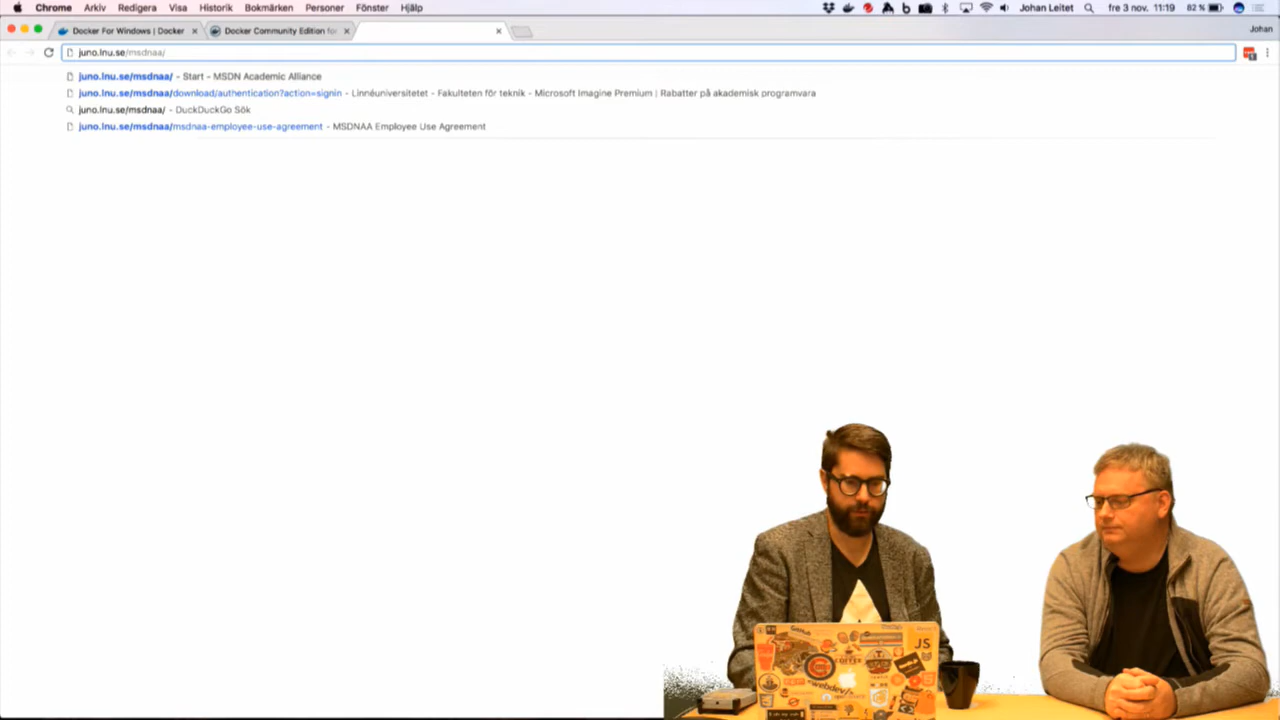 Chrome Arkiv Redigera Visa Historik Bokmärken Personer Fönster Hjälp Johan Leitet fre 3 nov. 11:19 82 %
Docker For Windows | Docker Docker Community Edition for Johan
juno.lnu.se/msdnaa/
juno.lnu.se/msdnaa/ - Start - MSDN Academic Alliance
juno.lnu.se/msdnaa/download/authentication?action=signin - Linnéuniversitetet - Fakulteten för teknik - Microsoft Imagine Premium | Rabatter på akademisk programvara
juno.lnu.se/msdnaa/ - DuckDuckGo Sök
juno.lnu.se/msdnaa/msdnaa-employee-use-agreement - MSDNAA Employee Use Agreement
GitHub
JS
COFFEE
#webdev/>